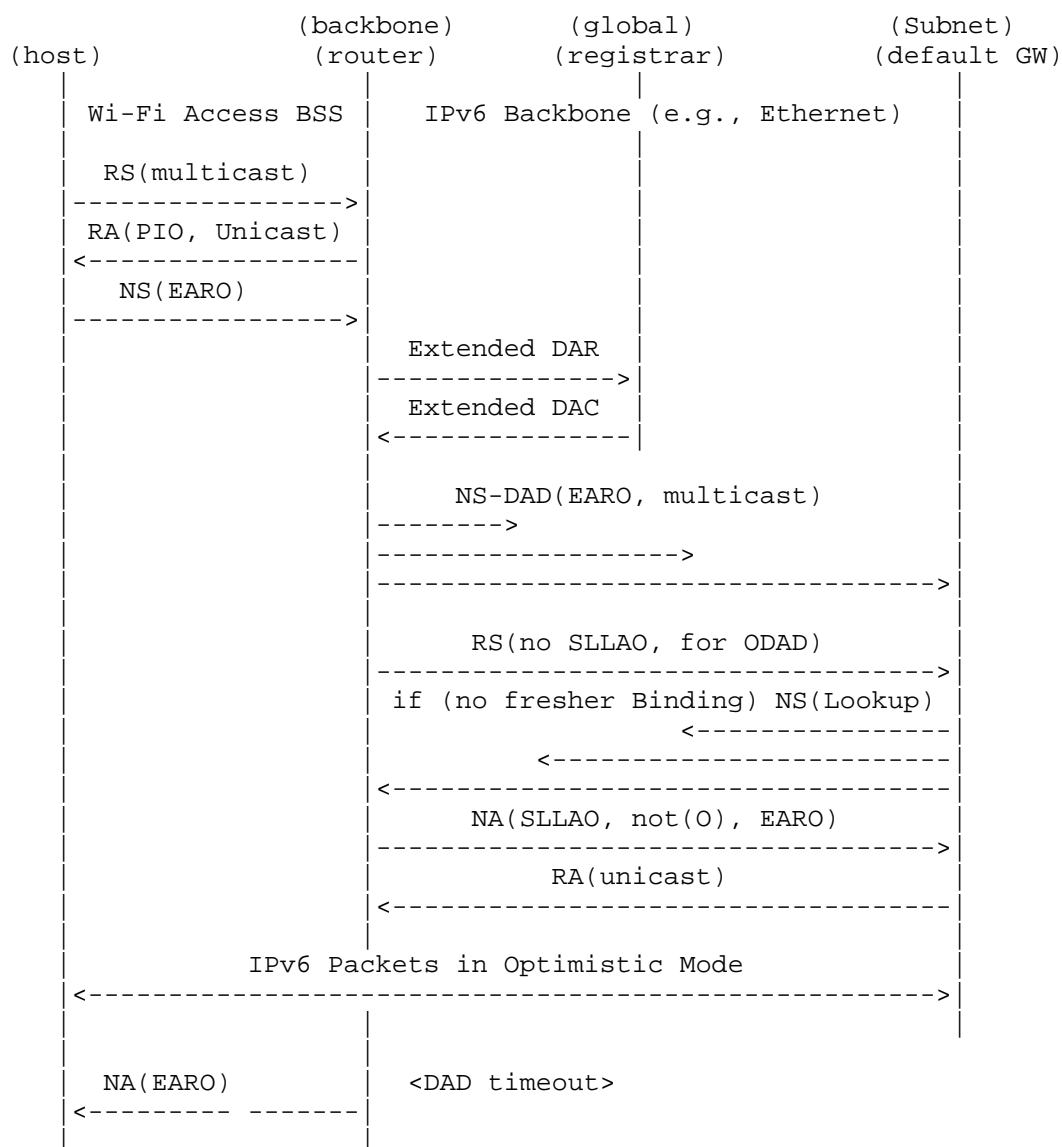 (backbone) (global) (Subnet)
(host) (router) (registrar) (default GW)
Wi-Fi Access BSS IPv6 Backbone (e.g., Ethernet)
RS(multicast)
RA(PIO, Unicast)
NS(EARO)
Extended DAR
Extended DAC
NS-DAD(EARO, multicast)
RS(no SLLAO, for ODAD)
if (no fresher Binding) NS(Lookup)
NA(SLLAO, not(O), EARO)
RA(unicast)
IPv6 Packets in Optimistic Mode
NA(EARO) <DAD timeout>